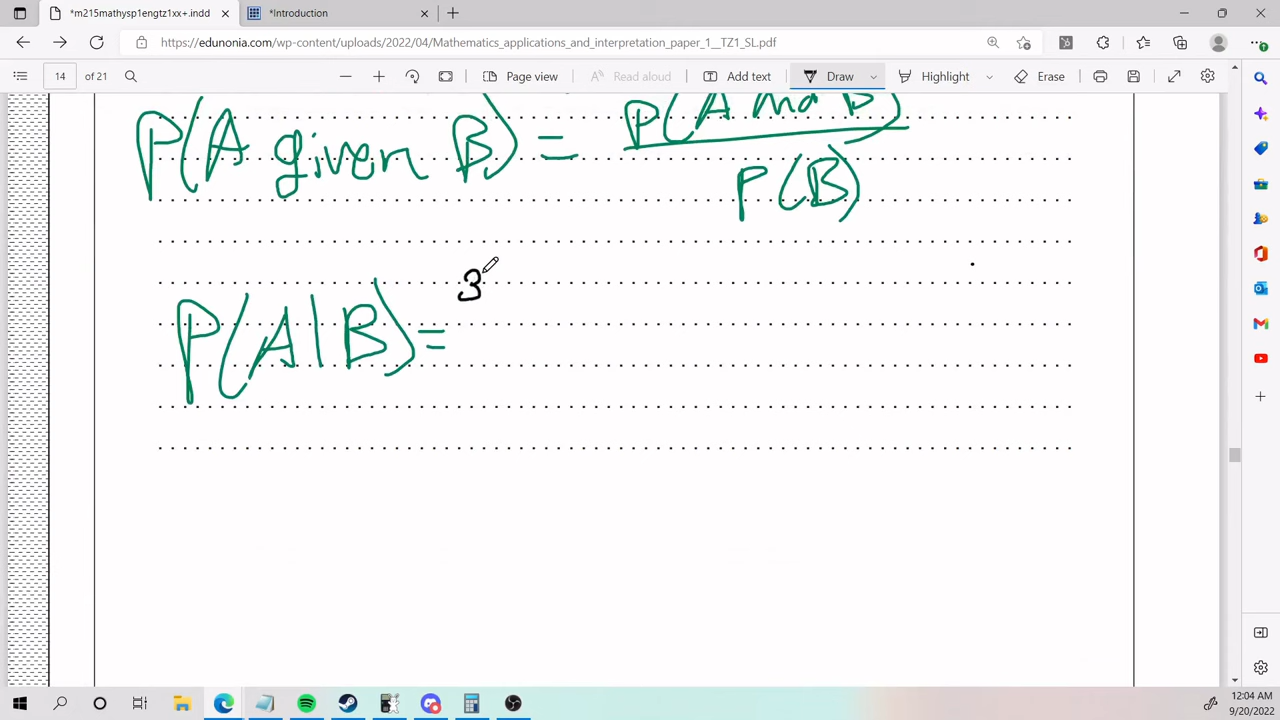 *m215mathysp1engtz1xx+.indd
*Introduction
https://edunonia.com/wp-content/uploads/2022/04/Mathematics_applications_and_interpretation_paper_1__TZ1_SL.pdf
14 of 21
Page view
Read aloud
Add text
Draw
Highlight
Erase
P(A and B)
P(A given B) =
P(B)
3
P(A|B)=
12:04 AM
9/20/2022